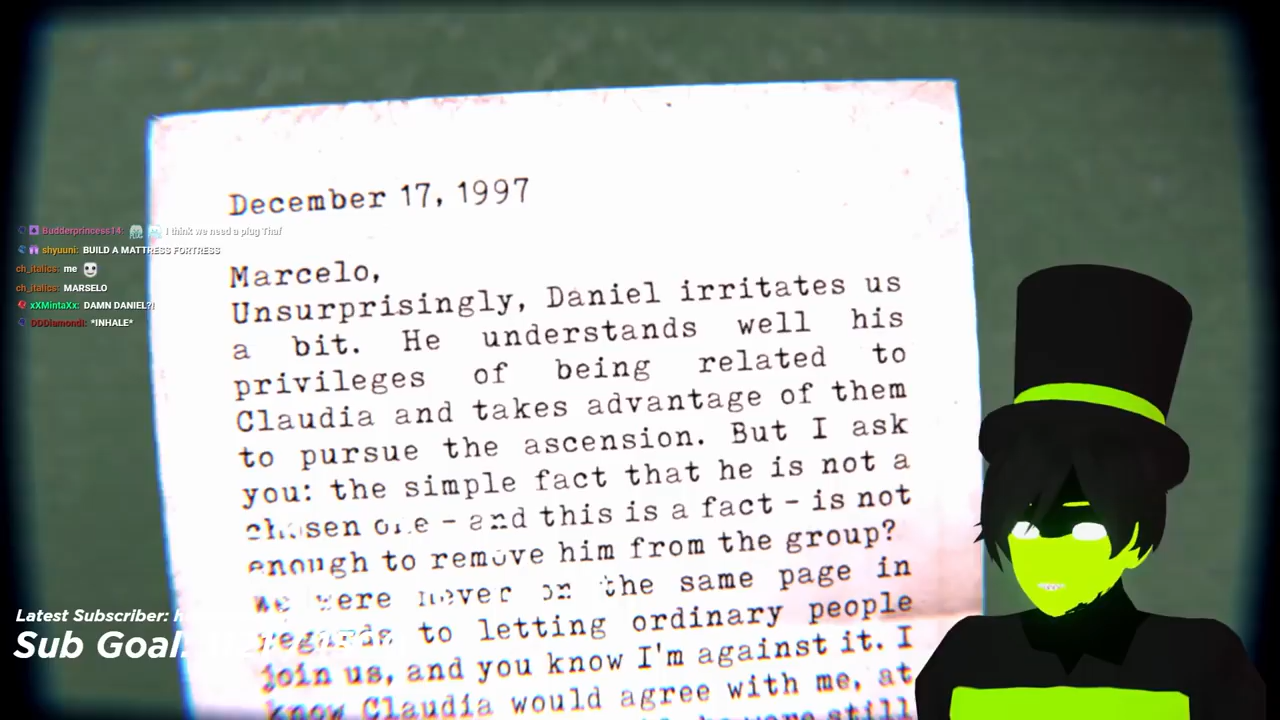 December 17, 1997
Marcelo,
Unsurprisingly, Daniel irritates us
a bit. He understands well his
privileges of being related to
Claudia and takes advantage of them
to pursue the ascension. But I ask
you: the simple fact that he is not a
chosen one - and this is a fact - is not
enough to remove him from the group?
We were never on the same page in
regards to letting ordinary people
join us, and you know I'm against it. I
know Claudia would agree with me, at
were still
Budderprincess14: I think we need a plug Thaf
shyuuni: BUILD A MATTRESS FORTRESS
ch_italics: me
ch_italics: MARSELO
xXMintaXx: DAMN DANIEL?!
DDDiamondi: *INHALE*
Latest Subscriber:
Sub Goal: